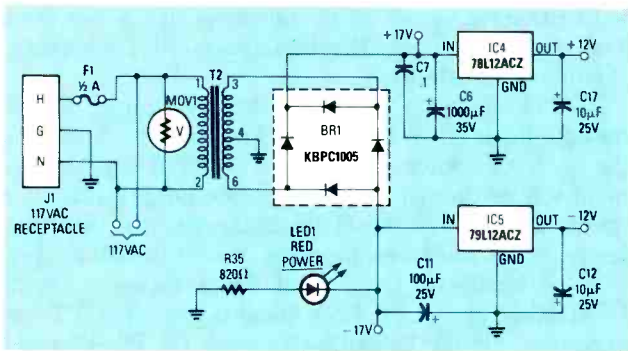 F1
½ A
H
G
N
J1
117VAC
RECEPTACLE
117VAC
MOV1
V
T2
1
2
3
4
6
BR1
KBPC1005
+17V
C7
.1
C6
1000µF
35V
+
IN
IC4
78L12ACZ
OUT
GND
+12V
C17
10µF
25V
+
IN
IC5
79L12ACZ
OUT
GND
-12V
C12
10µF
25V
+
C11
100µF
25V
+
-17V
LED1
RED
POWER
R35
820Ω